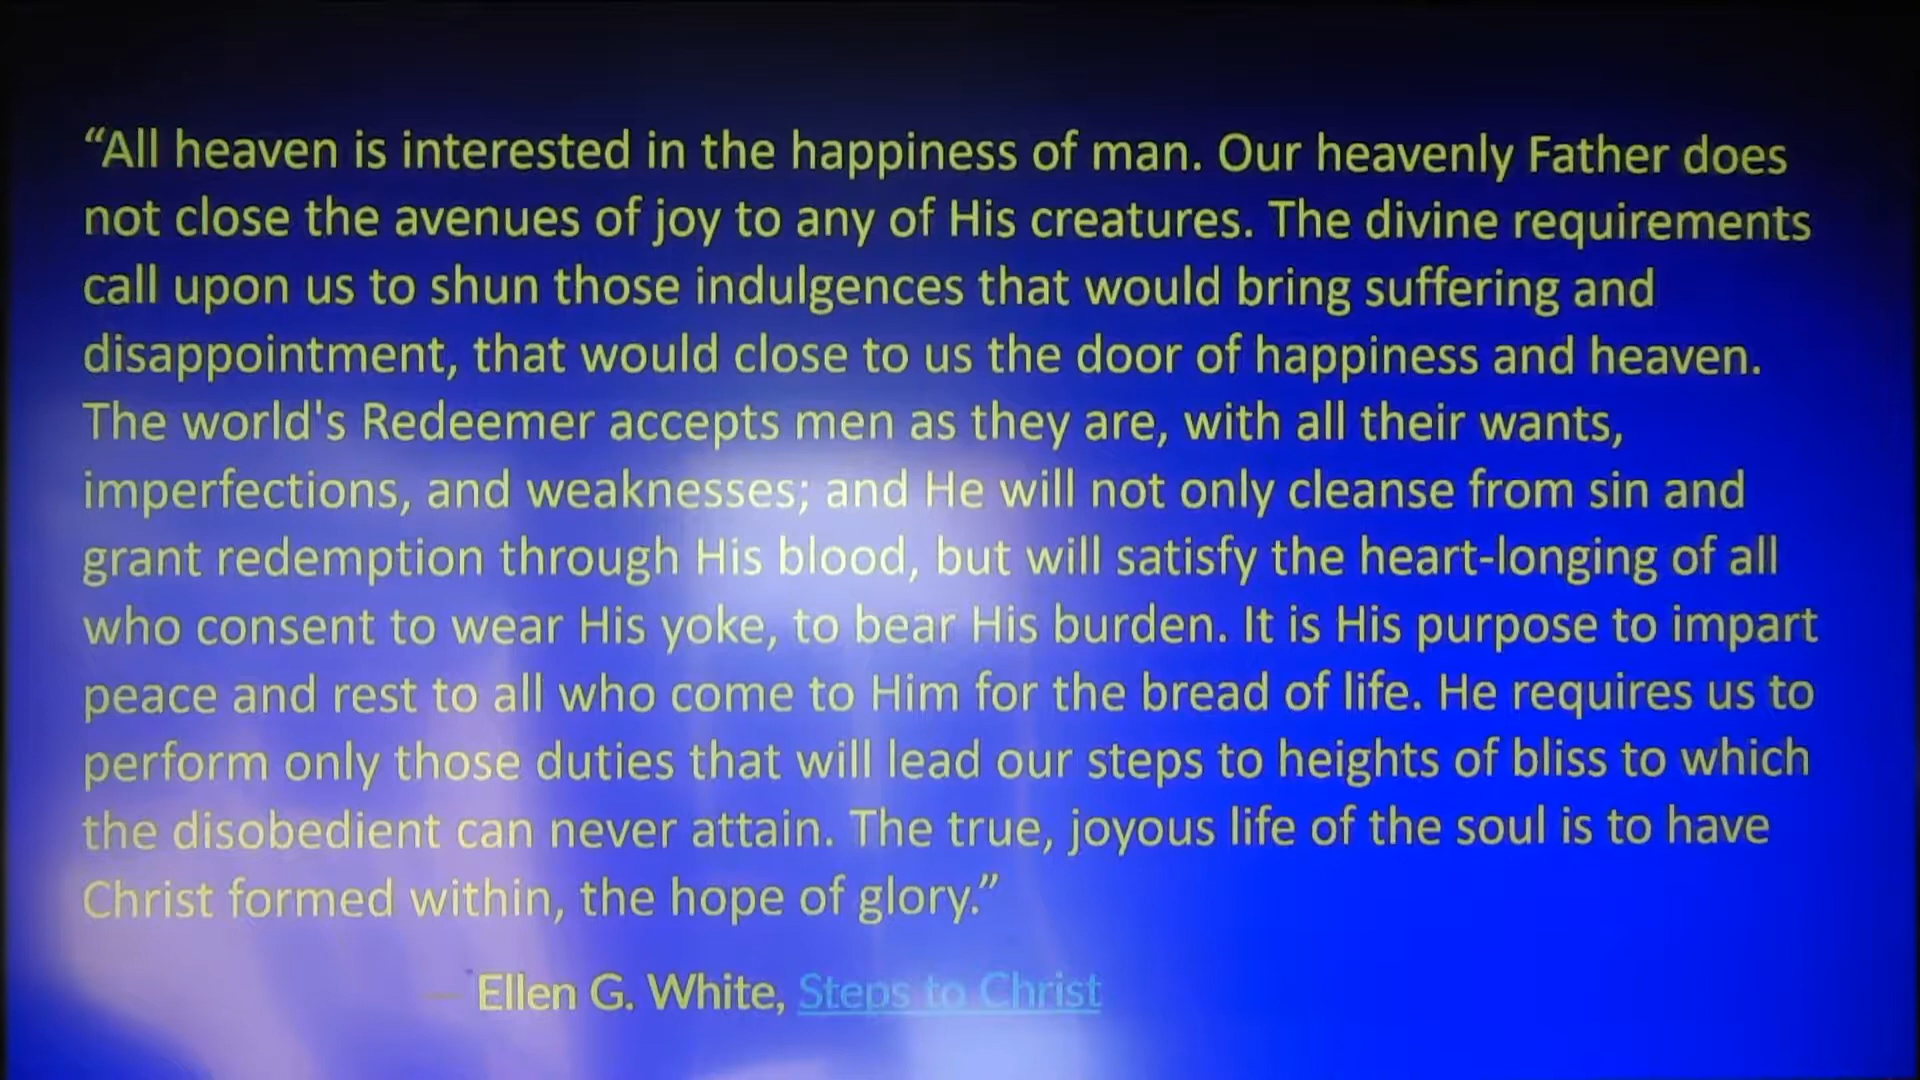 “All heaven is interested in the happiness of man. Our heavenly Father does
not close the avenues of joy to any of His creatures. The divine requirements
call upon us to shun those indulgences that would bring suffering and
disappointment, that would close to us the door of happiness and heaven.
The world's Redeemer accepts men as they are, with all their wants,
imperfections, and weaknesses; and He will not only cleanse from sin and
grant redemption through His blood, but will satisfy the heart-longing of all
who consent to wear His yoke, to bear His burden. It is His purpose to impart
peace and rest to all who come to Him for the bread of life. He requires us to
perform only those duties that will lead our steps to heights of bliss to which
the disobedient can never attain. The true, joyous life of the soul is to have
Christ formed within, the hope of glory.”
— Ellen G. White, Steps to Christ